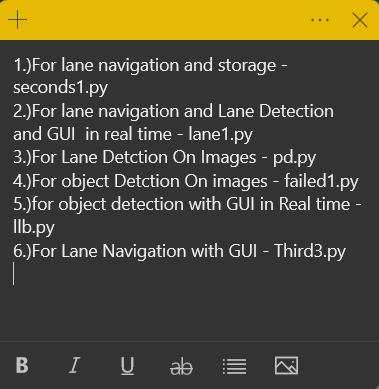 1.)For lane navigation and storage -
seconds1.py
2.)For lane navigation and Lane Detection
and GUI  in real time - lane1.py
3.)For Lane Detction On Images - pd.py
4.)For object Detction On images - failed1.py
5.)for object detection with GUI in Real time -
llb.py
6.)For Lane Navigation with GUI - Third3.py
B I U ab